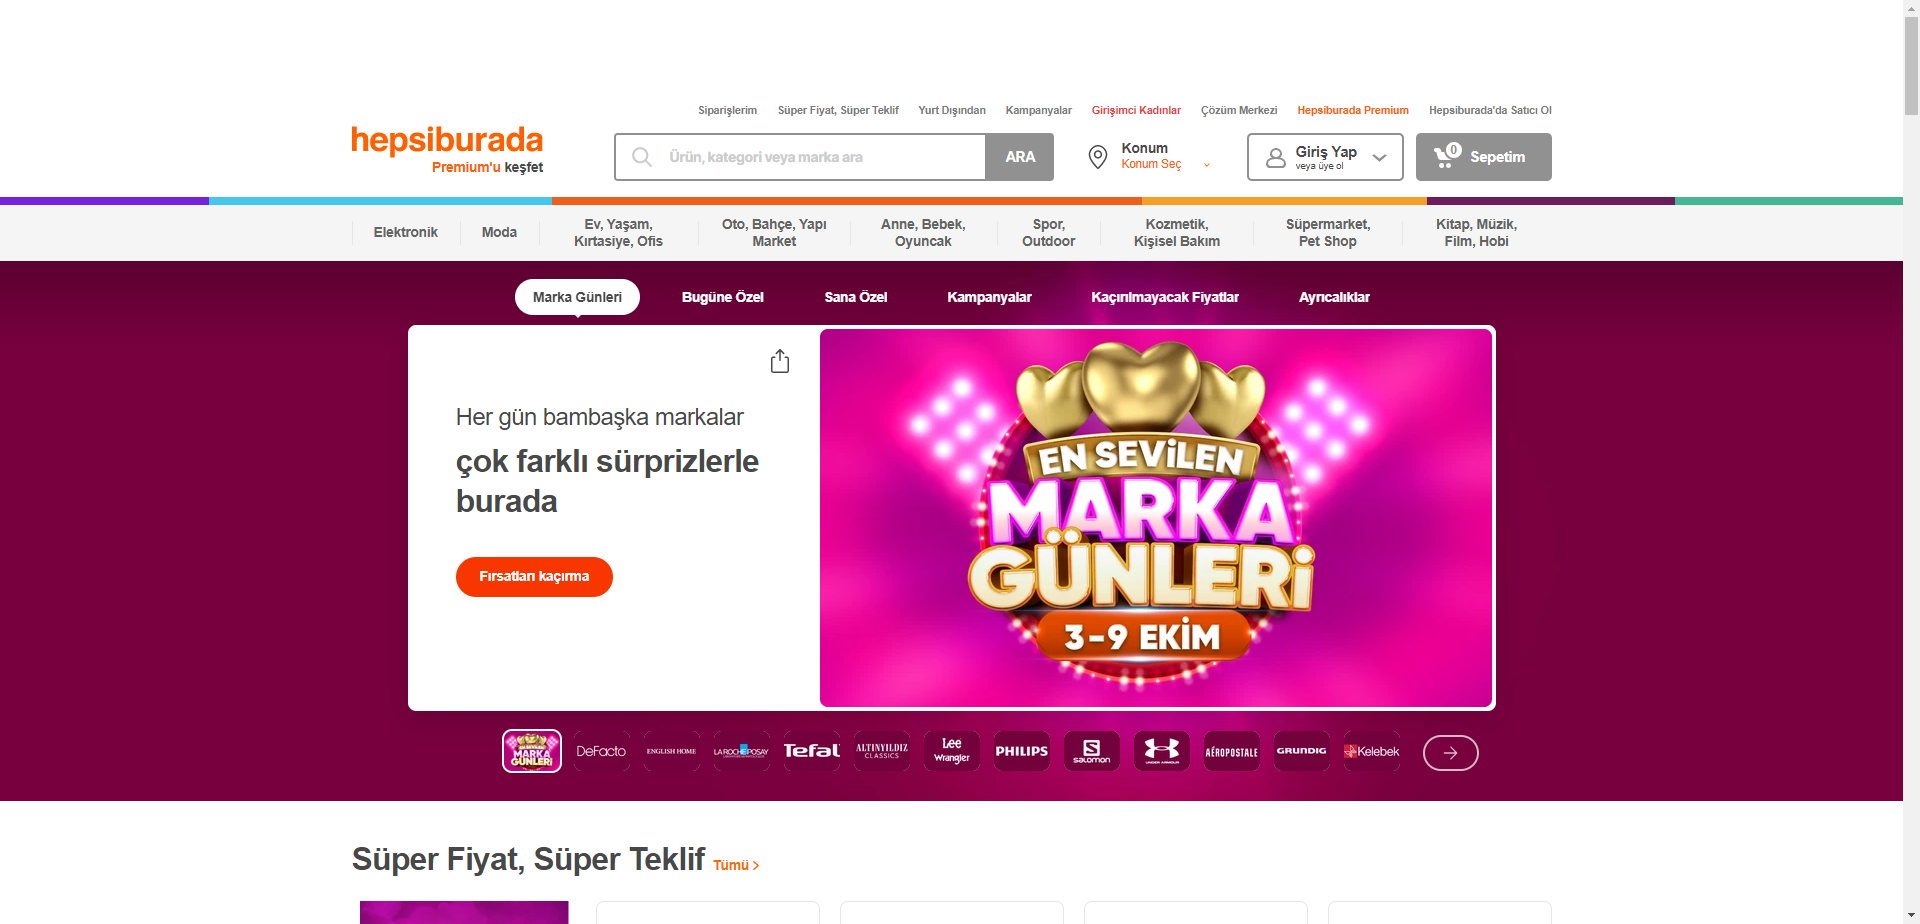 Siparişlerim
Süper Fiyat, Süper Teklif
Yurt Dışından
Kampanyalar
Girişimci Kadınlar
Çözüm Merkezi
Hepsiburada Premium
Hepsiburada'da Satıcı Ol
hepsiburada
Premium'u keşfet
Ürün, kategori veya marka ara
ARA
Konum
Konum Seç
Giriş Yap
veya üye ol
0
Sepetim
Elektronik
Moda
Ev, Yaşam,
Kırtasiye, Ofis
Oto, Bahçe, Yapı
Market
Anne, Bebek,
Oyuncak
Spor,
Outdoor
Kozmetik,
Kişisel Bakım
Süpermarket,
Pet Shop
Kitap, Müzik,
Film, Hobi
Marka Günleri
Bugüne Özel
Sana Özel
Kampanyalar
Kaçırılmayacak Fiyatlar
Ayrıcalıklar
Her gün bambaşka markalar
çok farklı sürprizlerle
burada
Fırsatları kaçırma
EN SEVİLEN
MARKA
GÜNLERİ
3-9 EKİM
EN SEVİLEN
MARKA
GÜNLERİ
DeFacto
ENGLISH HOME
LA ROCHE POSAY
Tefal
ALTINYILDIZ
CLASSICS
Lee
Wrangler
PHILIPS
SALOMON
UNDER ARMOUR
AÉROPOSTALE
GRUNDIG
Kelebek
Süper Fiyat, Süper Teklif
Tümü >